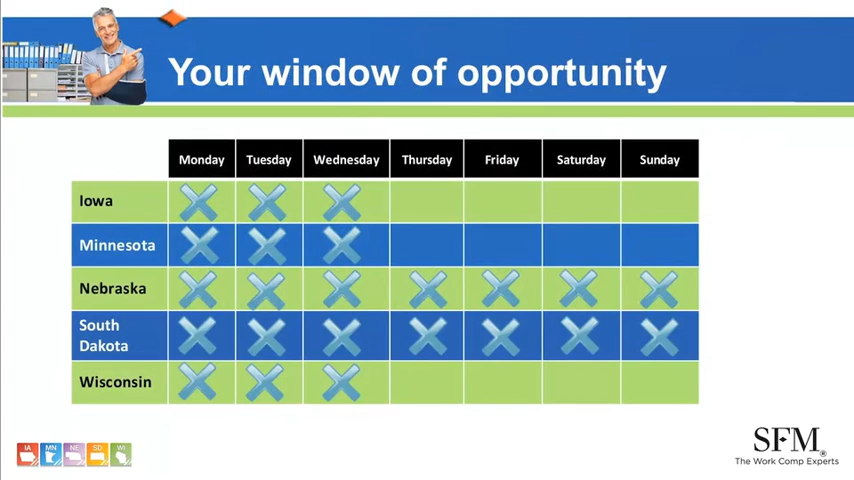 Your window of opportunity
Monday Tuesday Wednesday Thursday Friday Saturday Sunday
Iowa
Minnesota
Nebraska
South
Dakota
Wisconsin
IA MN NE SD WI
SFM®
The Work Comp Experts